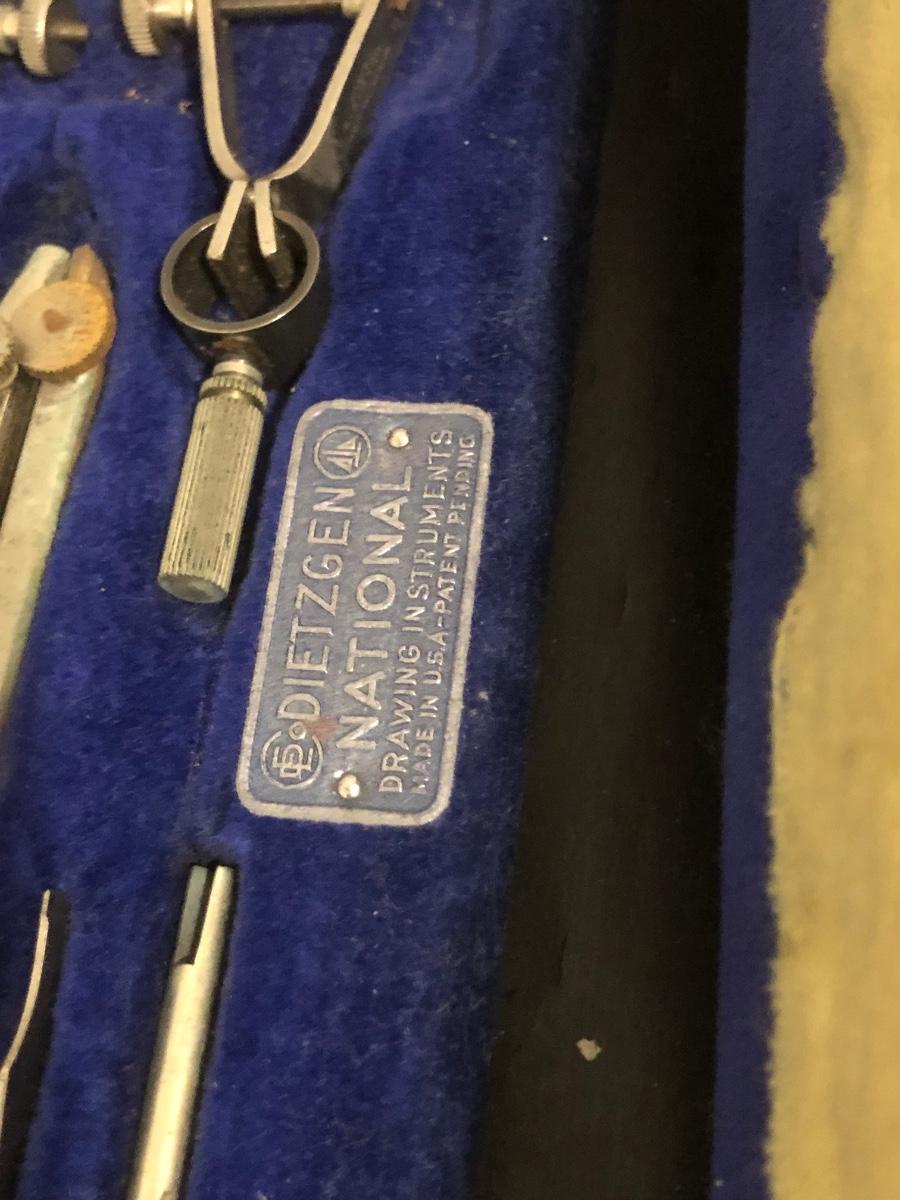 DIETZGEN
NATIONAL
DRAWING INSTRUMENTS
MADE IN U.S.A-PATENT PENDING